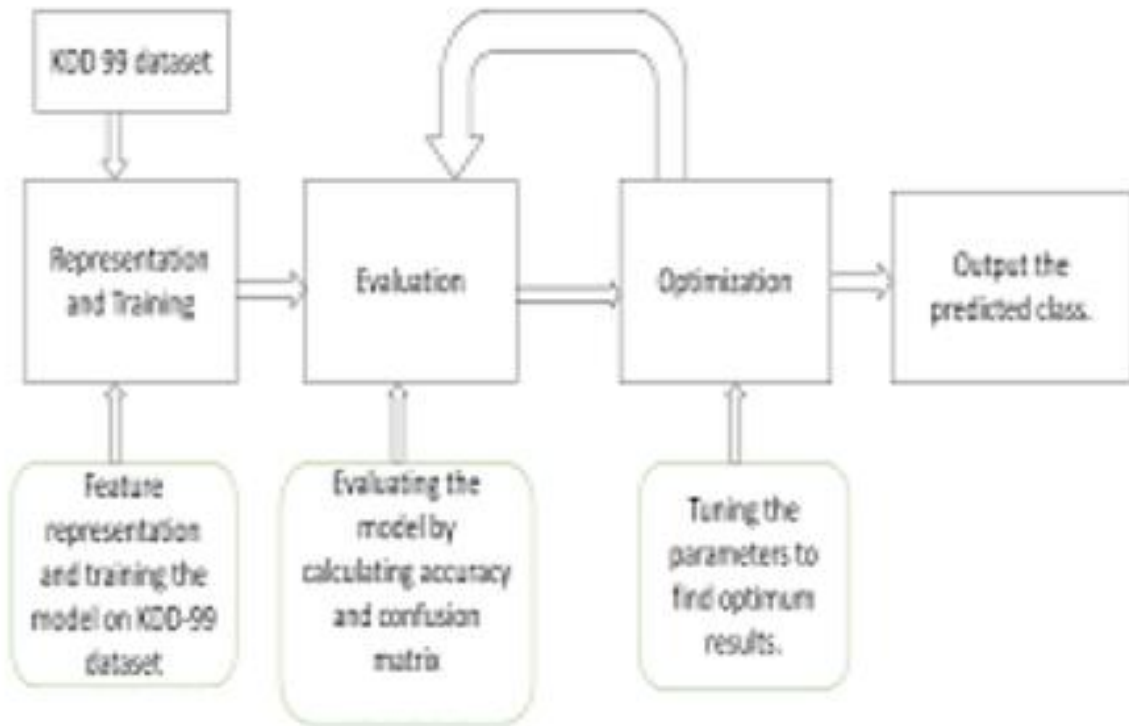 KDD 99 dataset
Representation
and Training
Evaluation
Optimization
Output the
predicted class.
Feature
representation
and training the
model on KDD-99
dataset
Evaluating the
model by
calculating accuracy
and confusion
matrix
Tuning the
parameters to
find optimum
results.